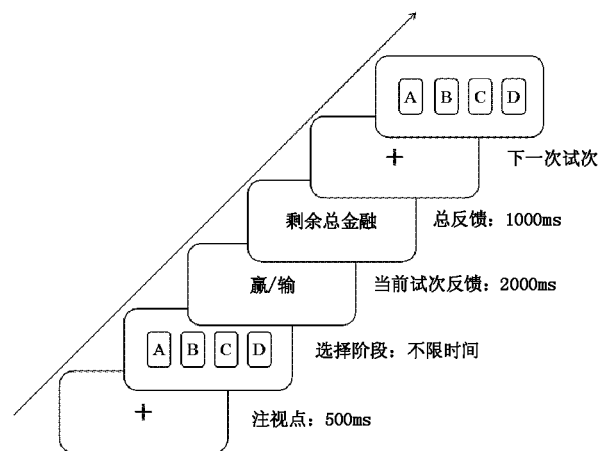 A B C D
+
下一次试次
剩余总金融
总反馈: 1000ms
赢/输
当前试次反馈: 2000ms
A B C D
选择阶段: 不限时间
+
注视点: 500ms